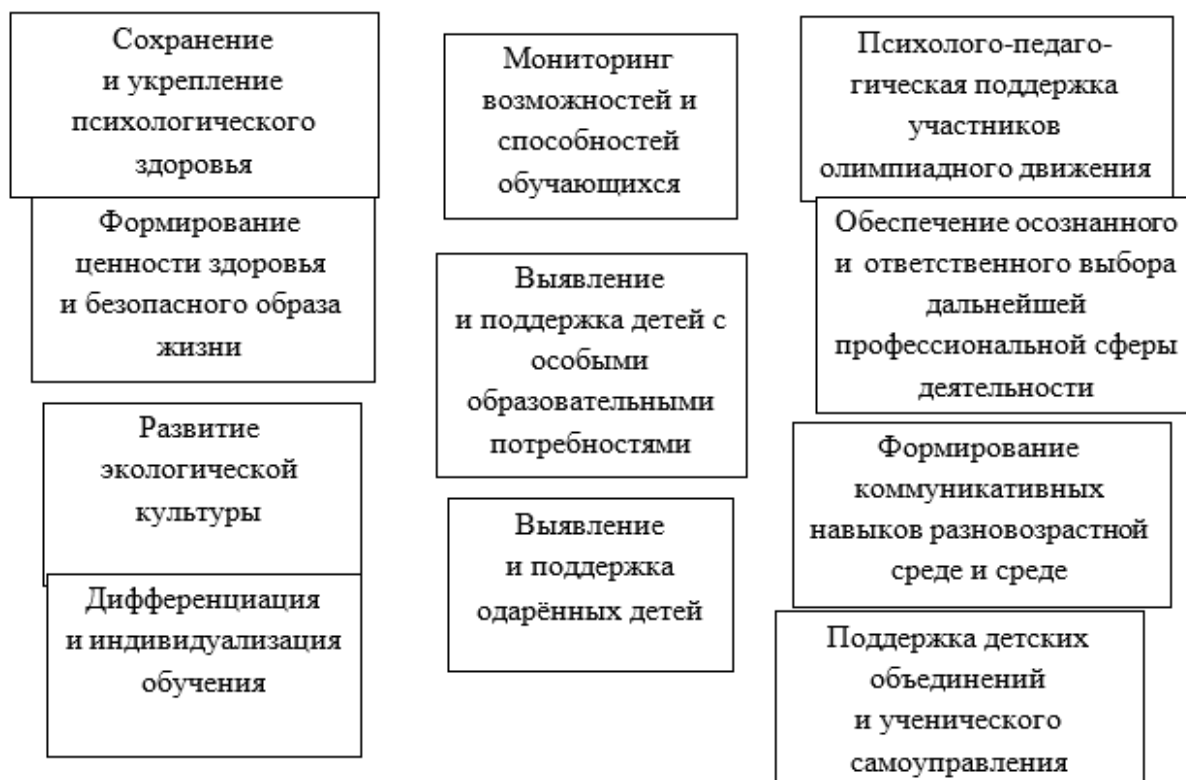 Сохранение
и укрепление
психологического
здоровья
Формирование
ценности здоровья
и безопасного образа
жизни
Развитие
экологической
культуры
Дифференциация
и индивидуализация
обучения
Мониторинг
возможностей и
способностей
обучающихся
Выявление
и поддержка детей с
особыми
образовательными
потребностями
Выявление
и поддержка
одарённых детей
Психолого-педаго-
гическая поддержка
участников
олимпиадного движения
Обеспечение осознанного
и ответственного выбора
дальнейшей
профессиональной сферы
деятельности
Формирование
коммуникативных
навыков разновозрастной
среде и среде
Поддержка детских
объединений
и ученического
самоуправления